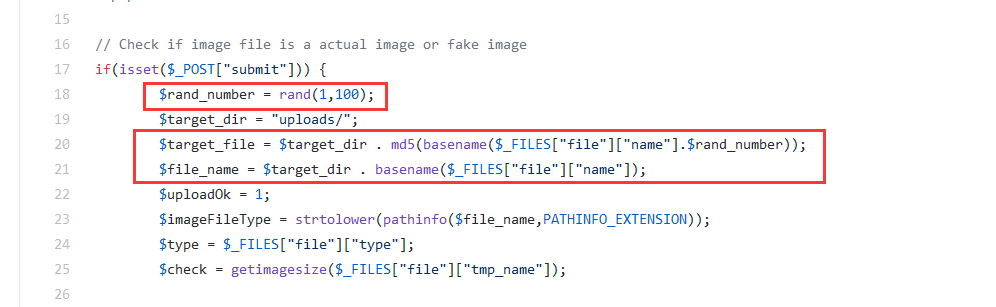 15
16 // Check if image file is a actual image or fake image
17 if(isset($_POST["submit"])) {
18 $rand_number = rand(1,100);
19 $target_dir = "uploads/";
20 $target_file = $target_dir . md5(basename($_FILES["file"]["name"].$rand_number));
21 $file_name = $target_dir . basename($_FILES["file"]["name"]);
22 $uploadOk = 1;
23 $imageFileType = strtolower(pathinfo($file_name,PATHINFO_EXTENSION));
24 $type = $_FILES["file"]["type"];
25 $check = getimagesize($_FILES["file"]["tmp_name"]);
26